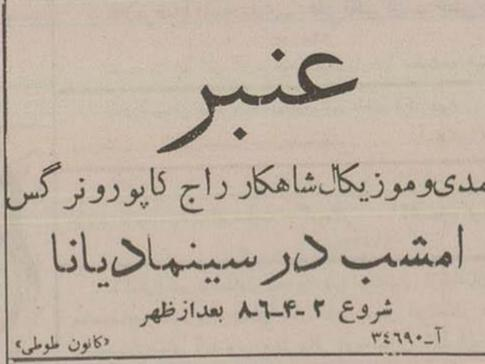 عنبر
مدی‌و موزیکال شاهکار راج کاپور و نرگس
امشب در سینما دیانا
شروع ۲-۴-۶-۸ بعدازظهر
آ-۳٤٦۹۰
«کانون طوطی»